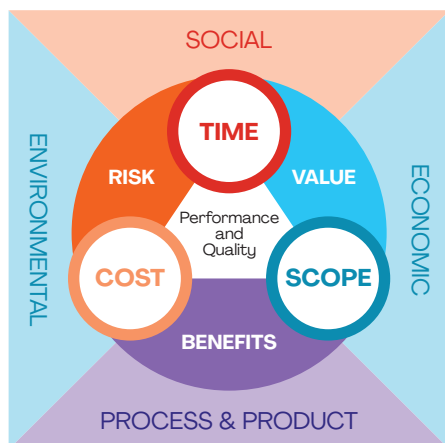 SOCIAL
TIME
RISK
VALUE
ENVIRONMENTAL
ECONOMIC
Performance
and
Quality
COST
SCOPE
BENEFITS
PROCESS & PRODUCT